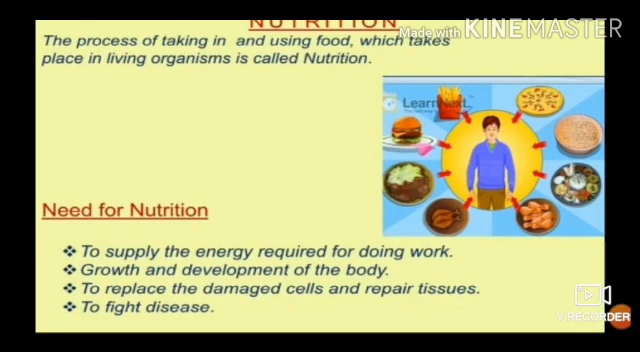 NUTRITION
Made with KINEMASTER
The process of taking in and using food, which takes
place in living organisms is called Nutrition.
LearnNext
Need for Nutrition
❖ To supply the energy required for doing work.
❖ Growth and development of the body.
❖ To replace the damaged cells and repair tissues.
❖ To fight disease.
V RECORDER